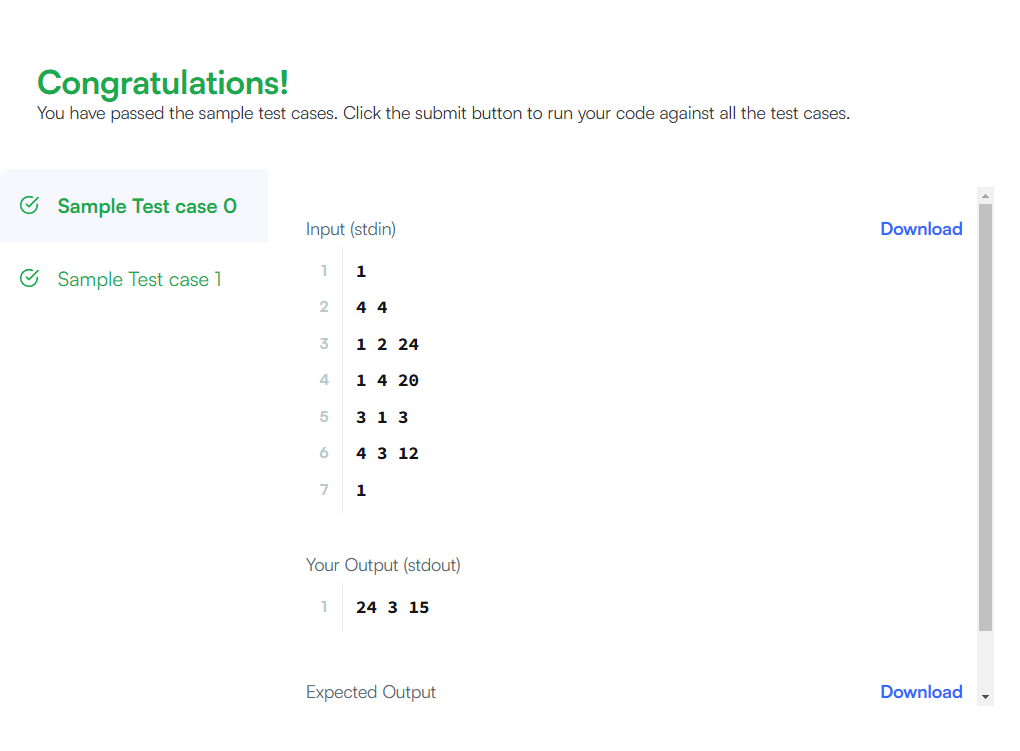 Congratulations!
You have passed the sample test cases. Click the submit button to run your code against all the test cases.
Sample Test case 0
Sample Test case 1
Input (stdin)
Download
1 1
2 4 4
3 1 2 24
4 1 4 20
5 3 1 3
6 4 3 12
7 1
Your Output (stdout)
1 24 3 15
Expected Output
Download